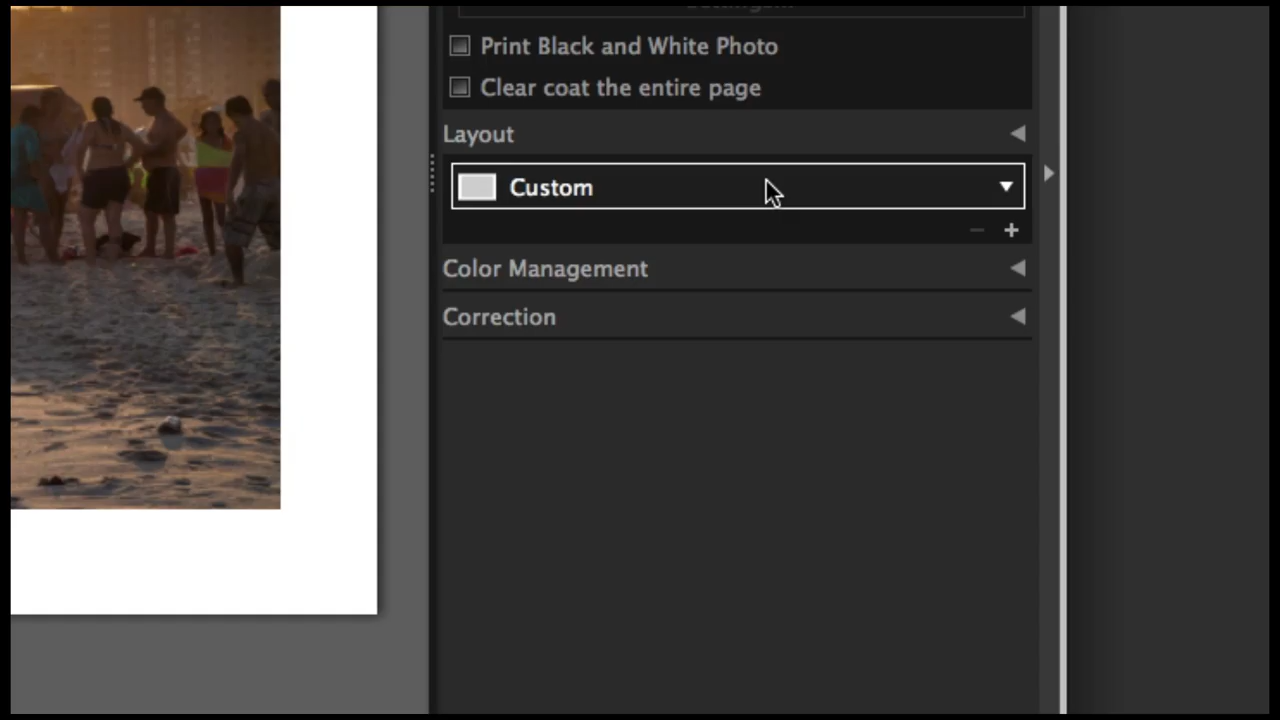 Print Black and White Photo
Clear coat the entire page
Layout
Custom
Color Management
Correction